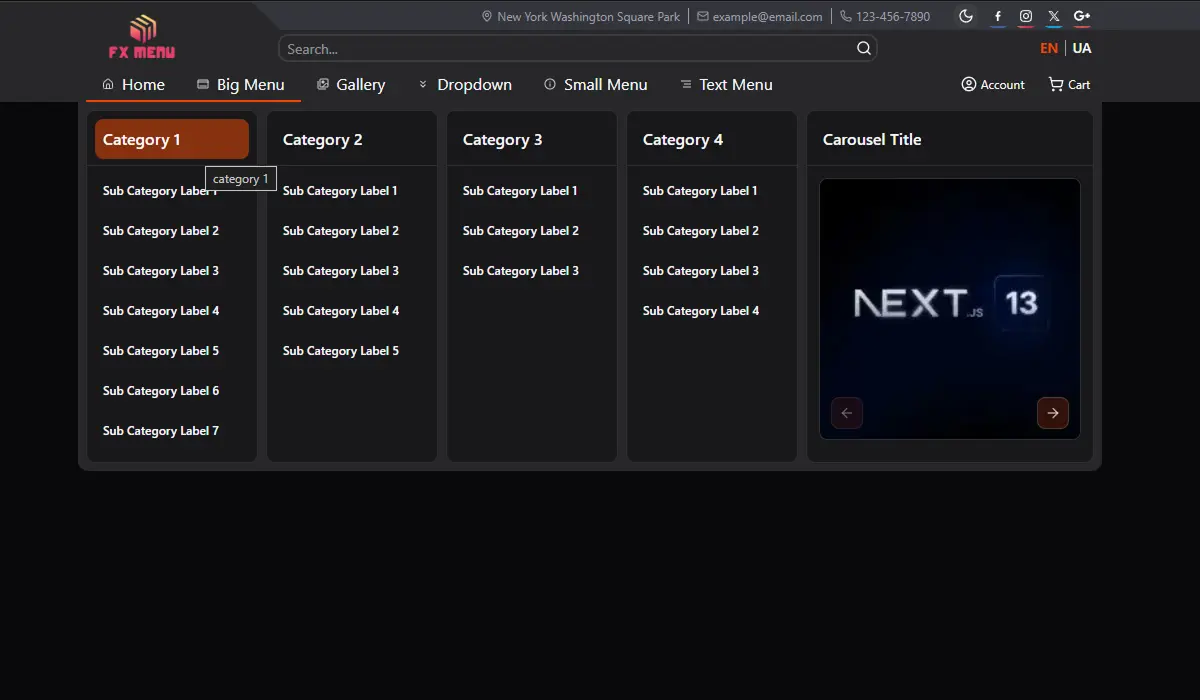 New York Washington Square Park
example@email.com
123-456-7890
f
X
G+
FX MENU
Search...
EN
UA
Home
Big Menu
Gallery
Dropdown
Small Menu
Text Menu
Account
Cart
Category 1
Category 2
Category 3
Category 4
Carousel Title
category 1
Sub Category Label 1
Sub Category Label 1
Sub Category Label 1
Sub Category Label 1
Sub Category Label 2
Sub Category Label 2
Sub Category Label 2
Sub Category Label 2
Sub Category Label 3
Sub Category Label 3
Sub Category Label 3
Sub Category Label 3
NEXT.JS 13
Sub Category Label 4
Sub Category Label 4
Sub Category Label 4
Sub Category Label 5
Sub Category Label 5
Sub Category Label 6
Sub Category Label 7